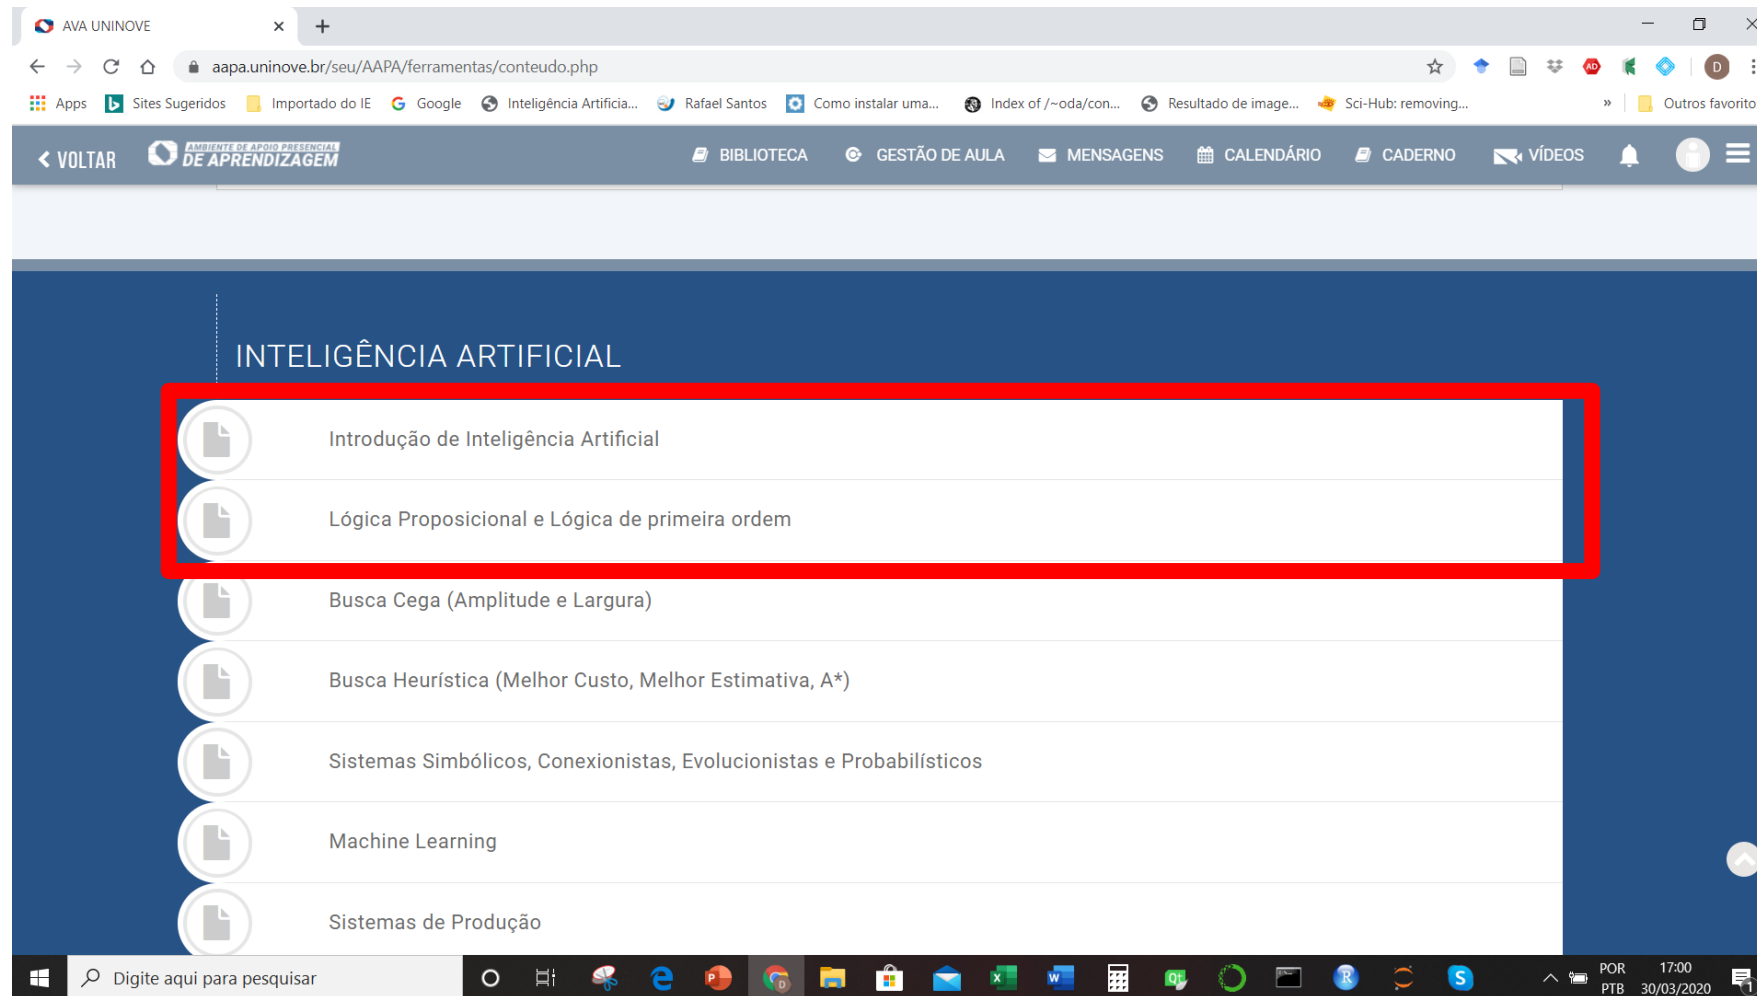 AVA UNINOVE
aapa.uninove.br/seu/AAPA/ferramentas/conteudo.php
AD
D
Apps Sites Sugeridos Importado do IE Google Inteligência Artificia... Rafael Santos Como instalar uma... Index of /~oda/con... Resultado de image... Sci-Hub: removing... » Outros favorito
VOLTAR AMBIENTE DE APOIO PRESENCIAL
DE APRENDIZAGEM
BIBLIOTECA GESTÃO DE AULA MENSAGENS CALENDÁRIO CADERNO VÍDEOS
INTELIGÊNCIA ARTIFICIAL
Introdução de Inteligência Artificial
Lógica Proposicional e Lógica de primeira ordem
Busca Cega (Amplitude e Largura)
Busca Heurística (Melhor Custo, Melhor Estimativa, A*)
Sistemas Simbólicos, Conexionistas, Evolucionistas e Probabilísticos
Machine Learning
Sistemas de Produção
Digite aqui para pesquisar
POR 17:00
PTB 30/03/2020